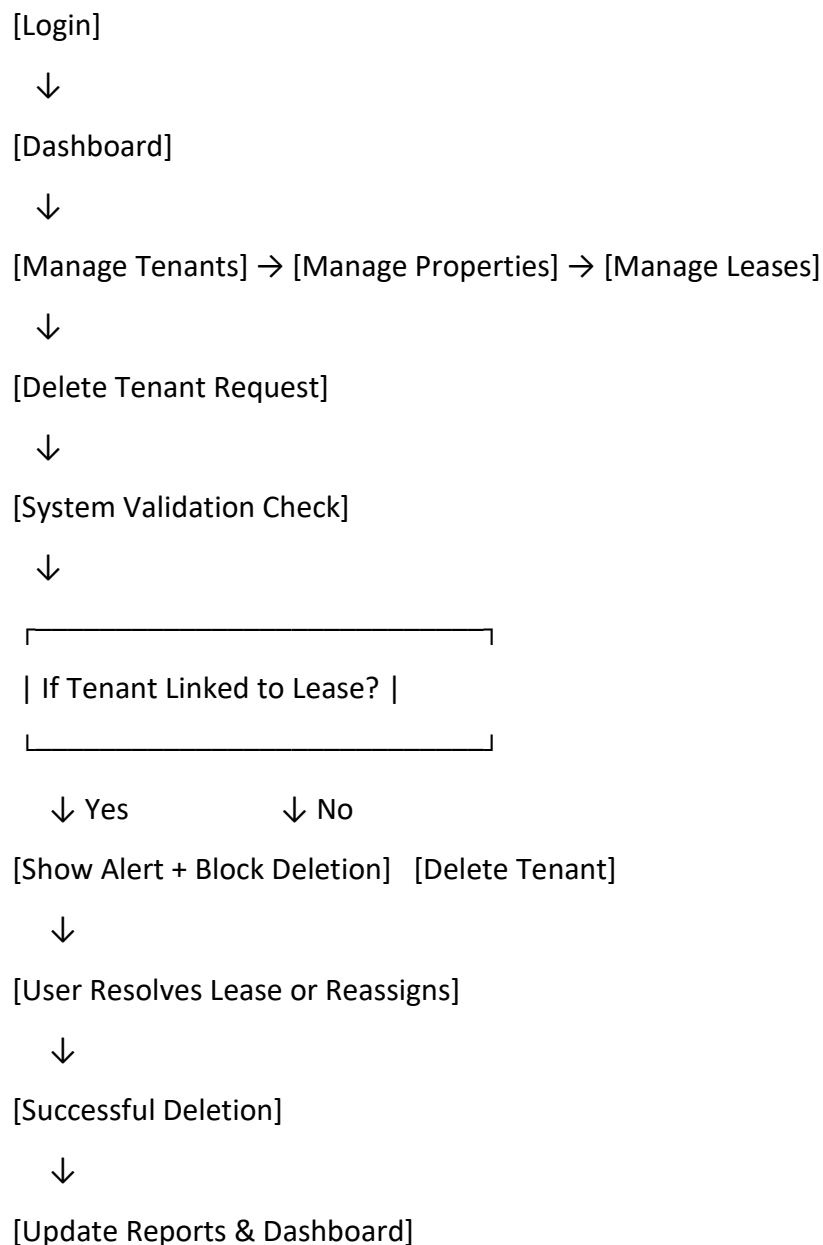 [Login]
↓
[Dashboard]
↓
[Manage Tenants] → [Manage Properties] → [Manage Leases]
↓
[Delete Tenant Request]
↓
[System Validation Check]
↓
┌────────────────────────────┐
| If Tenant Linked to Lease? |
└────────────────────────────┘
↓ Yes ↓ No
[Show Alert + Block Deletion] [Delete Tenant]
↓
[User Resolves Lease or Reassigns]
↓
[Successful Deletion]
↓
[Update Reports & Dashboard]